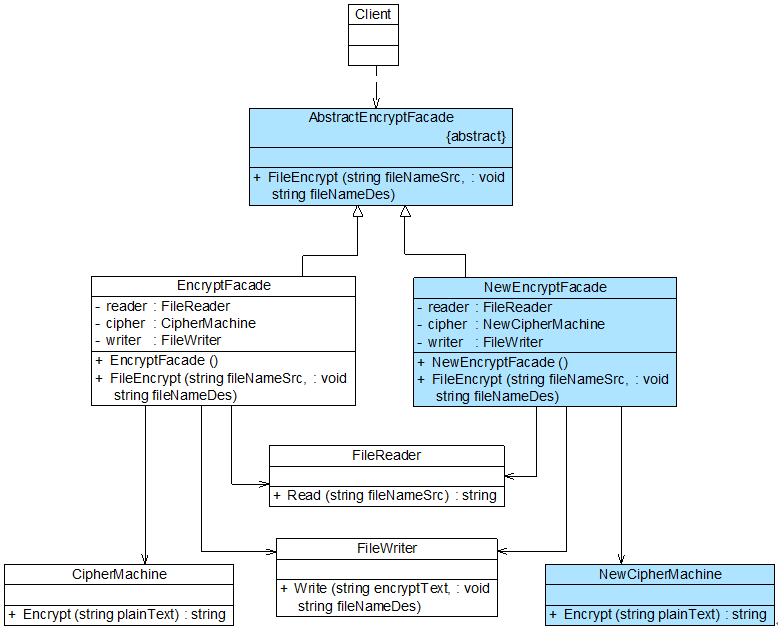 Client
AbstractEncryptFacade
{abstract}
+ FileEncrypt (string fileNameSrc, : void
string fileNameDes)
EncryptFacade
- reader : FileReader
- cipher : CipherMachine
- writer : FileWriter
+ EncryptFacade ()
+ FileEncrypt (string fileNameSrc, : void
string fileNameDes)
NewEncryptFacade
- reader : FileReader
- cipher : NewCipherMachine
- writer : FileWriter
+ NewEncryptFacade ()
+ FileEncrypt (string fileNameSrc, : void
string fileNameDes)
FileReader
+ Read (string fileNameSrc) : string
FileWriter
+ Write (string encryptText, : void
string fileNameDes)
CipherMachine
+ Encrypt (string plainText) : string
NewCipherMachine
+ Encrypt (string plainText) : string